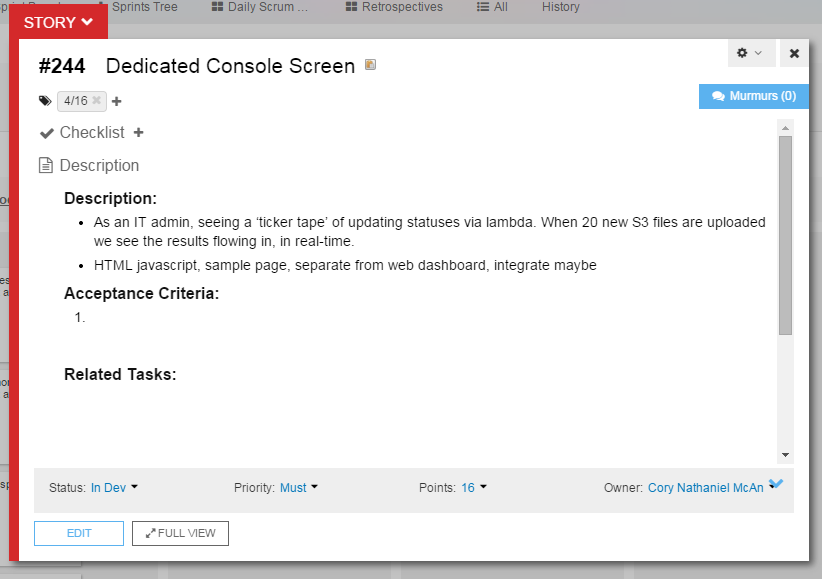 Sprints Tree
Daily Scrum ...
Retrospectives
All
History
STORY
#244 Dedicated Console Screen
4/16
Murmurs (0)
Checklist
Description
Description:
As an IT admin, seeing a ‘ticker tape’ of updating statuses via lambda. When 20 new S3 files are uploaded
we see the results flowing in, in real-time.
HTML javascript, sample page, separate from web dashboard, integrate maybe
Acceptance Criteria:
1.
Related Tasks:
Status: In Dev
Priority: Must
Points: 16
Owner: Cory Nathaniel McAn
EDIT
FULL VIEW